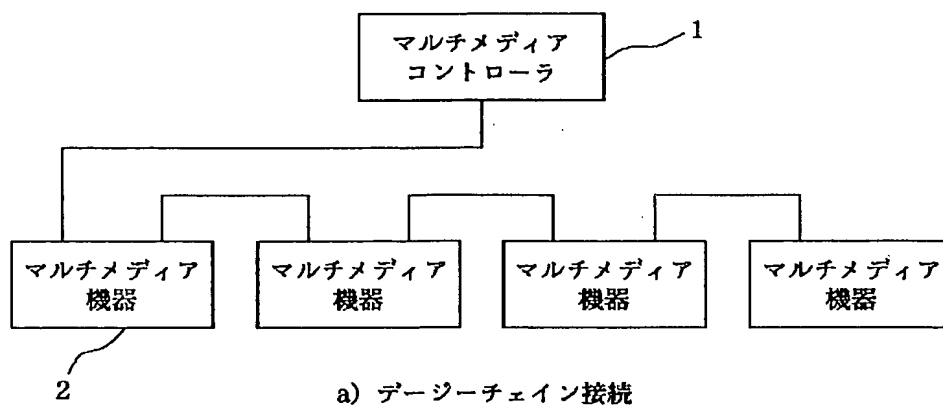 マルチメディア
コントローラ
1
マルチメディア
機器
マルチメディア
機器
マルチメディア
機器
マルチメディア
機器
2
a) デージーチェイン接続